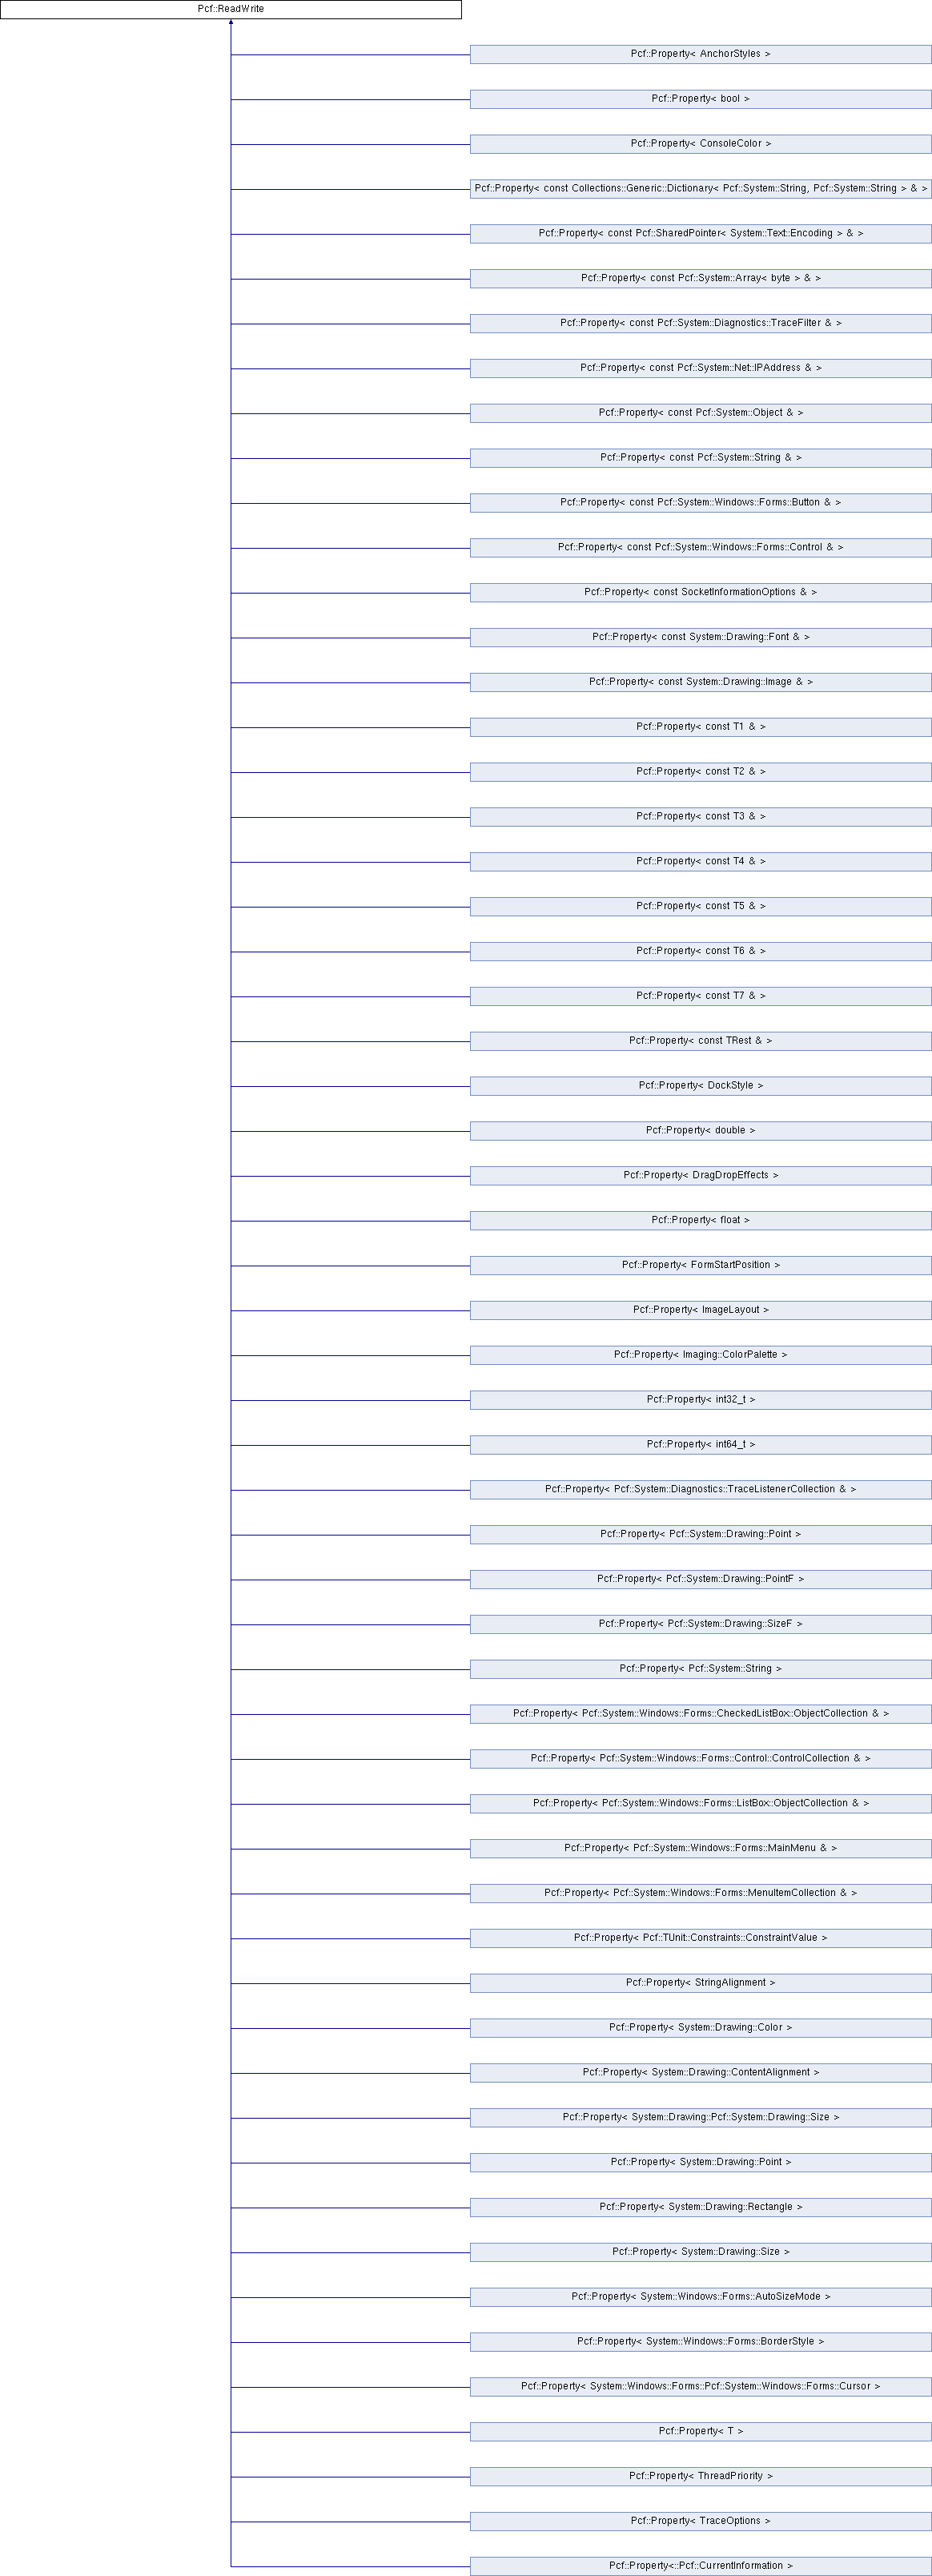 Pcf::ReadWrite
Pcf::Property< AnchorStyles >
Pcf::Property< bool >
Pcf::Property< ConsoleColor >
Pcf::Property< const Collections::Generic::Dictionary< Pcf::System::String, Pcf::System::String > & >
Pcf::Property< const Pcf::SharedPointer< System::Text::Encoding > & >
Pcf::Property< const Pcf::System::Array< byte > & >
Pcf::Property< const Pcf::System::Diagnostics::TraceFilter & >
Pcf::Property< const Pcf::System::Net::IPAddress & >
Pcf::Property< const Pcf::System::Object & >
Pcf::Property< const Pcf::System::String & >
Pcf::Property< const Pcf::System::Windows::Forms::Button & >
Pcf::Property< const Pcf::System::Windows::Forms::Control & >
Pcf::Property< const SocketInformationOptions & >
Pcf::Property< const System::Drawing::Font & >
Pcf::Property< const System::Drawing::Image & >
Pcf::Property< const T1 & >
Pcf::Property< const T2 & >
Pcf::Property< const T3 & >
Pcf::Property< const T4 & >
Pcf::Property< const T5 & >
Pcf::Property< const T6 & >
Pcf::Property< const T7 & >
Pcf::Property< const TRest & >
Pcf::Property< DockStyle >
Pcf::Property< double >
Pcf::Property< DragDropEffects >
Pcf::Property< float >
Pcf::Property< FormStartPosition >
Pcf::Property< ImageLayout >
Pcf::Property< Imaging::ColorPalette >
Pcf::Property< int32_t >
Pcf::Property< int64_t >
Pcf::Property< Pcf::System::Diagnostics::TraceListenerCollection & >
Pcf::Property< Pcf::System::Drawing::Point >
Pcf::Property< Pcf::System::Drawing::PointF >
Pcf::Property< Pcf::System::Drawing::SizeF >
Pcf::Property< Pcf::System::String >
Pcf::Property< Pcf::System::Windows::Forms::CheckedListBox::ObjectCollection & >
Pcf::Property< Pcf::System::Windows::Forms::Control::ControlCollection & >
Pcf::Property< Pcf::System::Windows::Forms::ListBox::ObjectCollection & >
Pcf::Property< Pcf::System::Windows::Forms::MainMenu & >
Pcf::Property< Pcf::System::Windows::Forms::MenuItemCollection & >
Pcf::Property< Pcf::TUnit::Constraints::ConstraintValue >
Pcf::Property< StringAlignment >
Pcf::Property< System::Drawing::Color >
Pcf::Property< System::Drawing::ContentAlignment >
Pcf::Property< System::Drawing::Pcf::System::Drawing::Size >
Pcf::Property< System::Drawing::Point >
Pcf::Property< System::Drawing::Rectangle >
Pcf::Property< System::Drawing::Size >
Pcf::Property< System::Windows::Forms::AutoSizeMode >
Pcf::Property< System::Windows::Forms::BorderStyle >
Pcf::Property< System::Windows::Forms::Pcf::System::Windows::Forms::Cursor >
Pcf::Property< T >
Pcf::Property< ThreadPriority >
Pcf::Property< TraceOptions >
Pcf::Property<::Pcf::CurrentInformation >